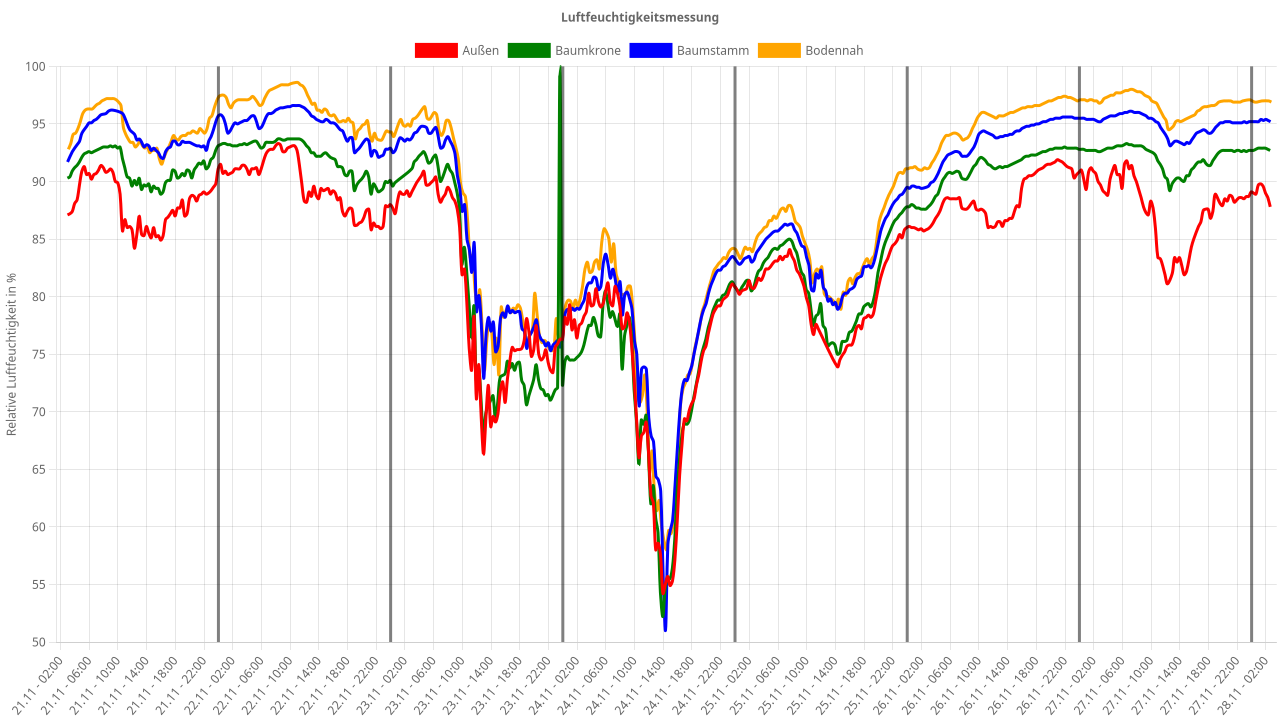 Luftfeuchtigkeitsmessung
Außen Baumkrone Baumstamm Bodennah
Relative Luftfeuchtigkeit in %
100
95
90
85
80
75
70
65
60
55
50
21.11 - 02:00
21.11 - 06:00
21.11 - 10:00
21.11 - 14:00
21.11 - 18:00
21.11 - 22:00
22.11 - 02:00
22.11 - 06:00
22.11 - 10:00
22.11 - 14:00
22.11 - 18:00
22.11 - 22:00
23.11 - 02:00
23.11 - 06:00
23.11 - 10:00
23.11 - 14:00
23.11 - 18:00
23.11 - 22:00
24.11 - 02:00
24.11 - 06:00
24.11 - 10:00
24.11 - 14:00
24.11 - 18:00
24.11 - 22:00
25.11 - 02:00
25.11 - 06:00
25.11 - 10:00
25.11 - 14:00
25.11 - 18:00
25.11 - 22:00
26.11 - 02:00
26.11 - 06:00
26.11 - 10:00
26.11 - 14:00
26.11 - 18:00
26.11 - 22:00
27.11 - 02:00
27.11 - 06:00
27.11 - 10:00
27.11 - 14:00
27.11 - 18:00
27.11 - 22:00
28.11 - 02:00